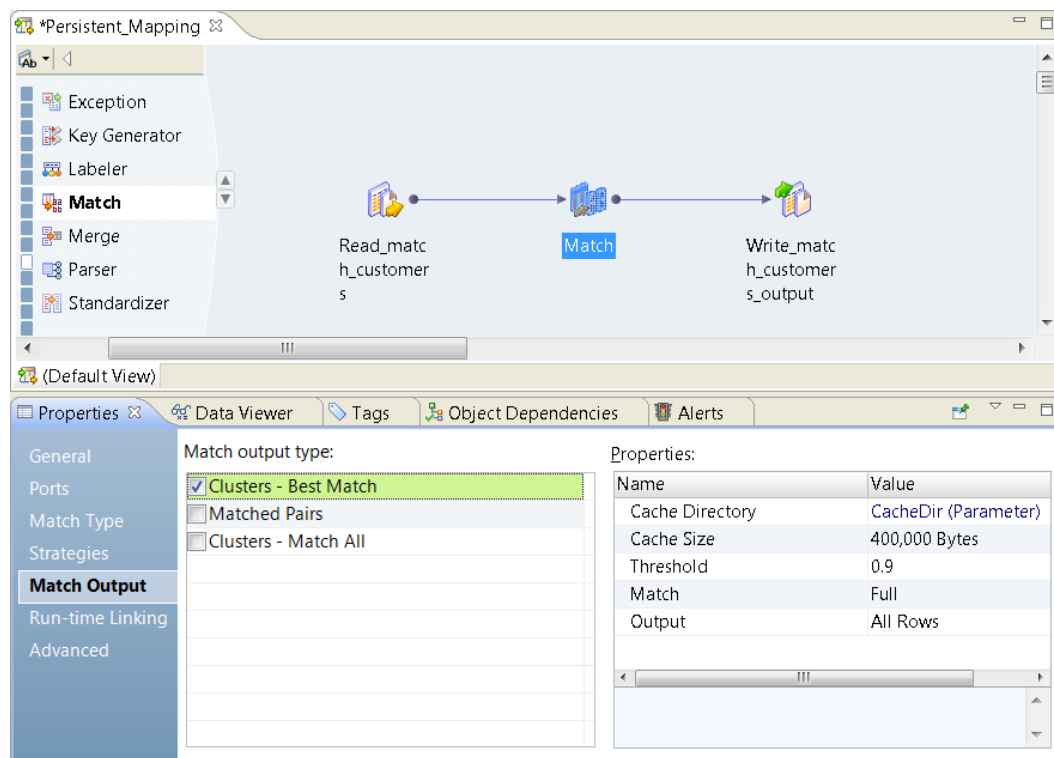 *Persistent_Mapping
Ab
Exception
Key Generator
Labeler
Match
Merge
Parser
Standardizer
Read_matc
h_customer
s
Match
Write_matc
h_customer
s_output
(Default View)
Properties
Data Viewer
Tags
Object Dependencies
Alerts
General
Ports
Match Type
Strategies
Match Output
Run-time Linking
Advanced
Match output type:
Clusters - Best Match
Matched Pairs
Clusters - Match All
Properties:
Name Value
Cache Directory CacheDir (Parameter)
Cache Size 400,000 Bytes
Threshold 0.9
Match Full
Output All Rows